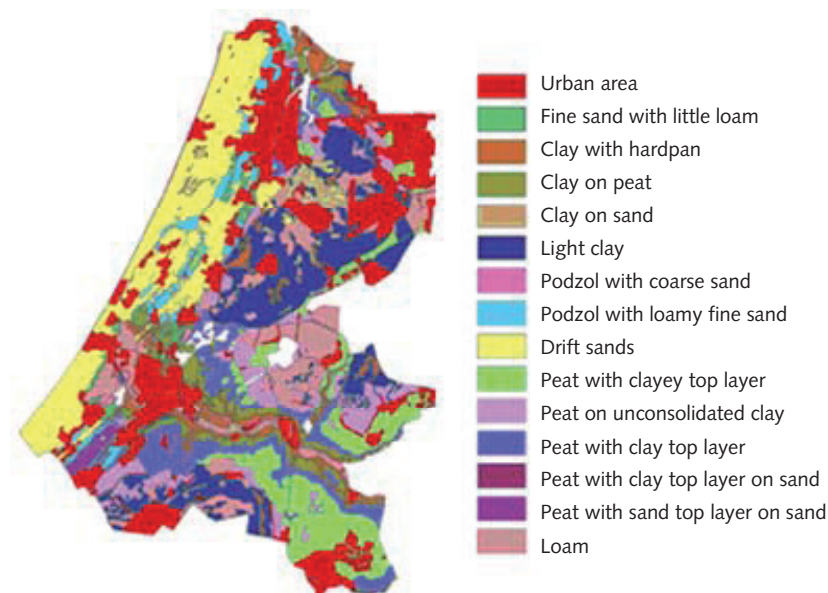 Urban area
Fine sand with little loam
Clay with hardpan
Clay on peat
Clay on sand
Light clay
Podzol with coarse sand
Podzol with loamy fine sand
Drift sands
Peat with clayey top layer
Peat on unconsolidated clay
Peat with clay top layer
Peat with clay top layer on sand
Peat with sand top layer on sand
Loam